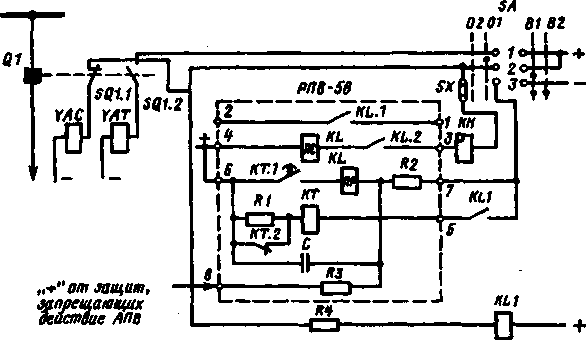 SA
02 01 B1 B2
Q1
1 +
2
3 −
SQ1.1
SQ1.2
SX
РПВ-58
YAC
YAT
2 KL.1 1
KH
+ 4 KL KL.2 3
KL
6 KT.1 R2 7
R1 KT KL1
KT.2 5
C
8 R3
„+" от защит,
запрещающих
действие АПВ
R4 KL1 +
− −